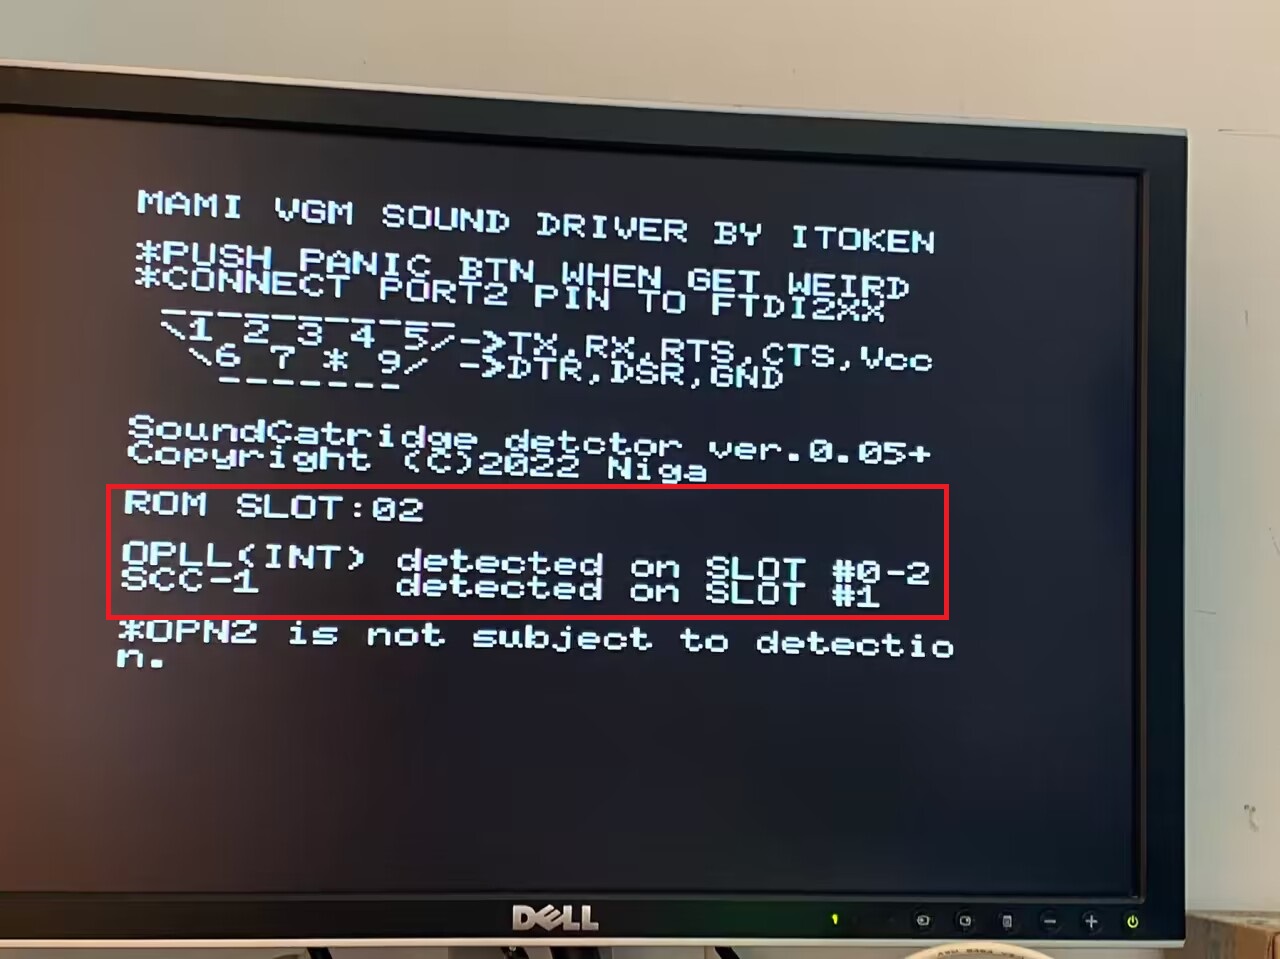 MAMI VGM SOUND DRIVER BY ITOKEN
*PUSH PANIC BTN WHEN GET WEIRD
*CONNECT PORT2 PIN TO FTDI2XX
\1 2 3 4 5/->TX,RX,RTS,CTS,Vcc
\6 7 * 9/ ->DTR,DSR,GND
SoundCatridge detctor ver.0.05+
Copyright (C)2022 Niga
ROM SLOT:02
OPLL(INT) detected on SLOT #0-2
SCC-1 detected on SLOT #1
*OPN2 is not subject to detectio
n.
DELL